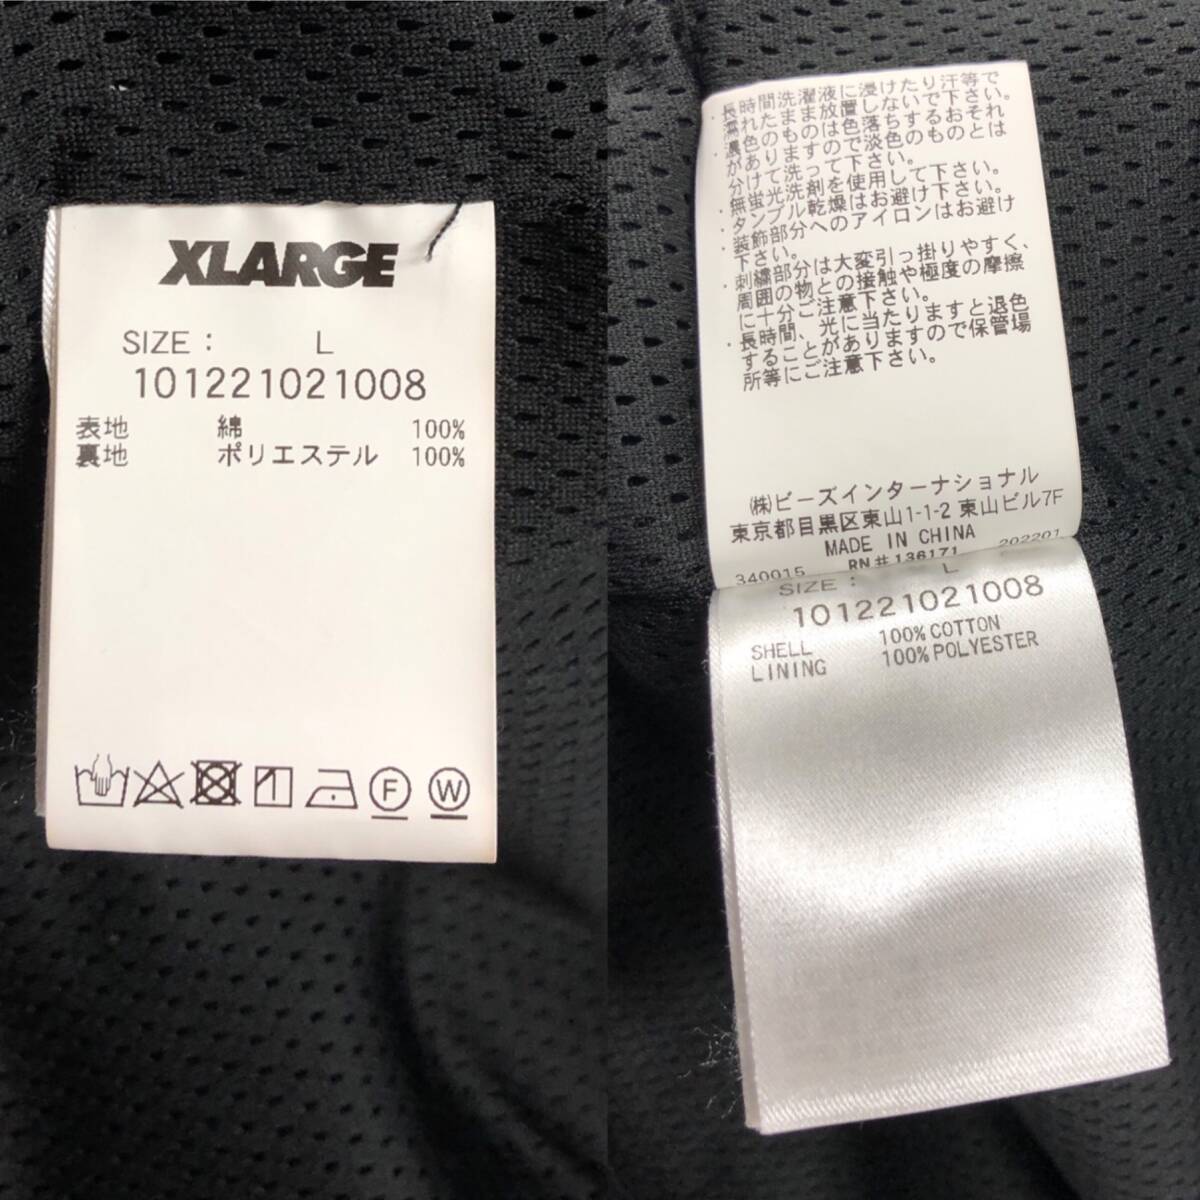 XLARGE
SIZE : L
101221021008
表地 綿 100%
裏地 ポリエステル 100%
F W
・長時間洗濯液に浸けたり汗等で
濡れたまま放置しないで下さい。
・濃色のものは色落ちするおそれ
がありますので淡色のものとは
分けて洗って下さい。
・無蛍光洗剤を使用して下さい。
・タンブル乾燥はお避け下さい。
・装飾部分へのアイロンはお避け
下さい。
・刺繍部分は大変引っ掛りやすく、
周囲の物との接触や極度の摩擦
に十分ご注意下さい。
・長時間、光に当たりますと退色
することがありますので保管場
所等にご注意下さい。
㈱ビーズインターナショナル
東京都目黒区東山1-1-2 東山ビル7F
MADE IN CHINA
340015 RN#136171 202201
SIZE : L
101221021008
SHELL 100% COTTON
LINING 100% POLYESTER